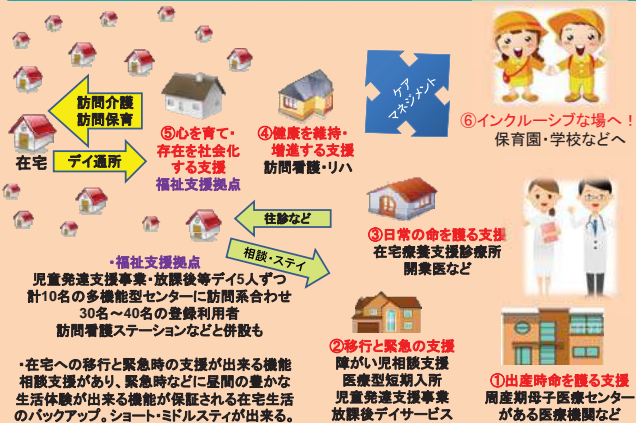 訪問介護
訪問保育
在宅
デイ通所
⑤心を育て・
存在を社会化
する支援
福祉支援拠点
④健康を維持・
増進する支援
訪問看護・リハ
ケア
マネジメント
⑥インクルーシブな場へ！
保育園・学校などへ
往診など
相談・ステイ
③日常の命を護る支援
在宅療養支援診療所
開業医など
・福祉支援拠点
児童発達支援事業・放課後等デイ5人ずつ
計10名の多機能型センターに訪問系合わせ
30名～40名の登録利用者
訪問看護ステーションなどと併設も
②移行と緊急の支援
障がい児相談支援
医療型短期入所
児童発達支援事業
放課後デイサービス
①出産時命を護る支援
周産期母子医療センター
がある医療機関など
・在宅への移行と緊急時の支援が出来る機能
相談支援があり、緊急時などに昼間の豊かな
生活体験が出来る機能が保証される在宅生活
のバックアップ。ショート・ミドルスティが出来る。